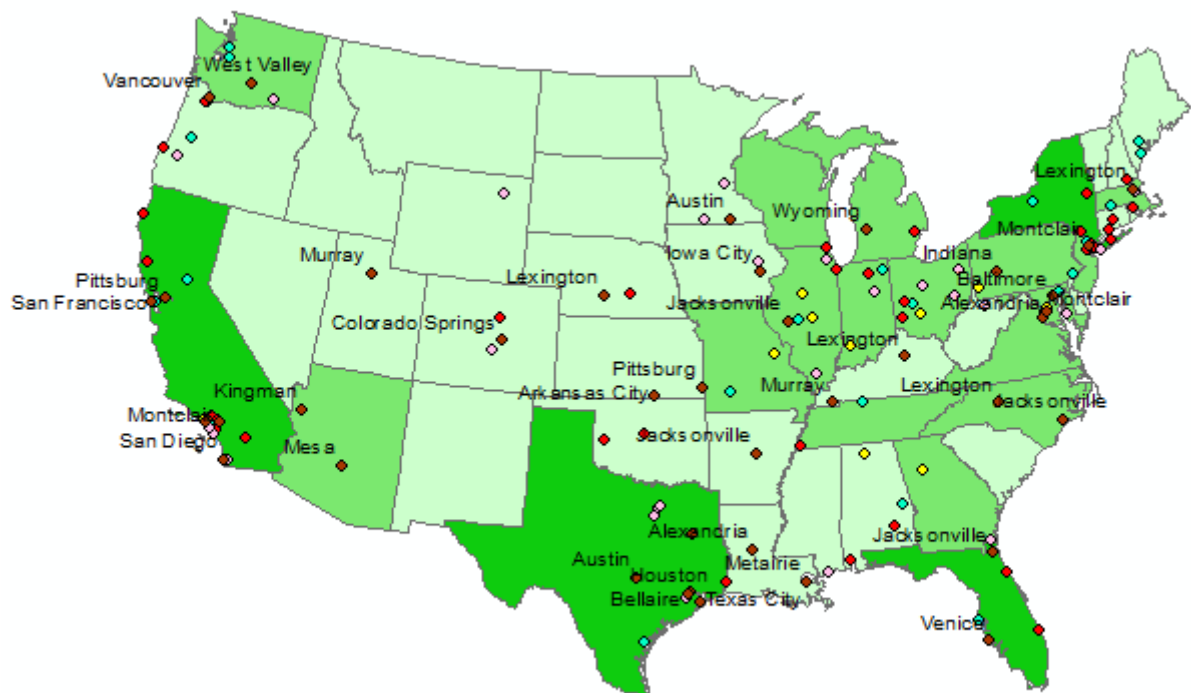 West Valley
Vancouver
Lexington
Austin
Wyoming
Montclair
Murray
Iowa City
Indiana
Pittsburg
Lexington
Baltimore
San Francisco
Jacksonville
Alexandria
Montclair
Colorado Springs
Lexington
Pittsburg
Murray
Lexington
Kingman
Arkansas City
Jacksonville
Montclair
San Diego
Jacksonville
Mesa
Alexandria
Jacksonville
Austin
Houston
Metairie
Bellaire
Texas City
Venice